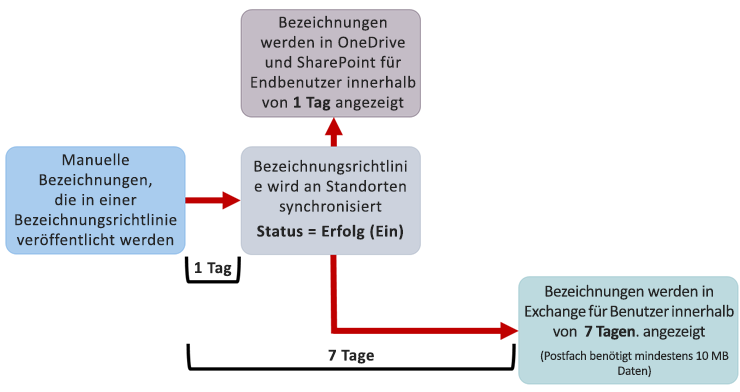 Bezeichnungen
werden in OneDrive
und SharePoint für
Endbenutzer innerhalb
von 1 Tag angezeigt
Manuelle
Bezeichnungen,
die in einer
Bezeichnungsrichtlinie
veröffentlicht werden
Bezeichnungsrichtlini
e wird an Standorten
synchronisiert
Status = Erfolg (Ein)
1 Tag
7 Tage
Bezeichnungen werden in
Exchange für Benutzer innerhalb
von 7 Tagen. angezeigt
(Postfach benötigt mindestens 10 MB
Daten)